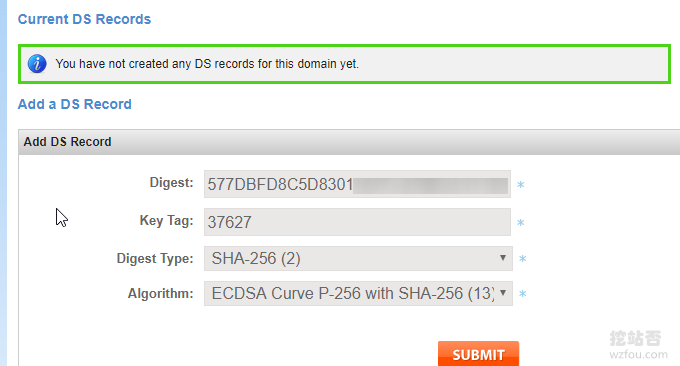 Current DS Records
You have not created any DS records for this domain yet.
Add a DS Record
Add DS Record
Digest: 577DBFD8C5D8301 *
Key Tag: 37627 *
Digest Type: SHA-256 (2) *
Algorithm: ECDSA Curve P-256 with SHA-256 (13) *
SUBMIT
挖站否
wzfou.com